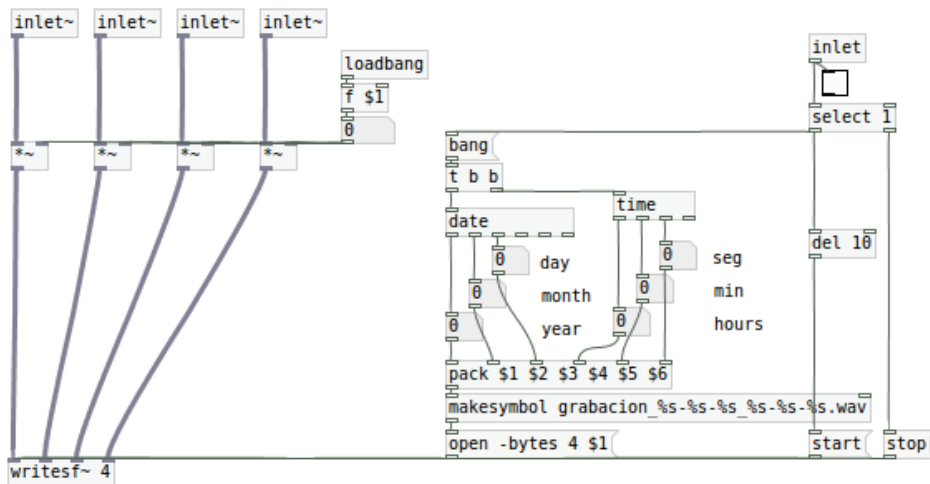 inlet~ inlet~ inlet~ inlet~
inlet
loadbang
f $1
0
select 1
*~ *~ *~ *~
bang
t b b
time
date
del 10
0 day
0 seg
0 month
0 min
0 year
0 hours
pack $1 $2 $3 $4 $5 $6
makesymbol grabacion_%s-%s-%s_%s-%s-%s.wav
open -bytes 4 $1
start
stop
writesf~ 4